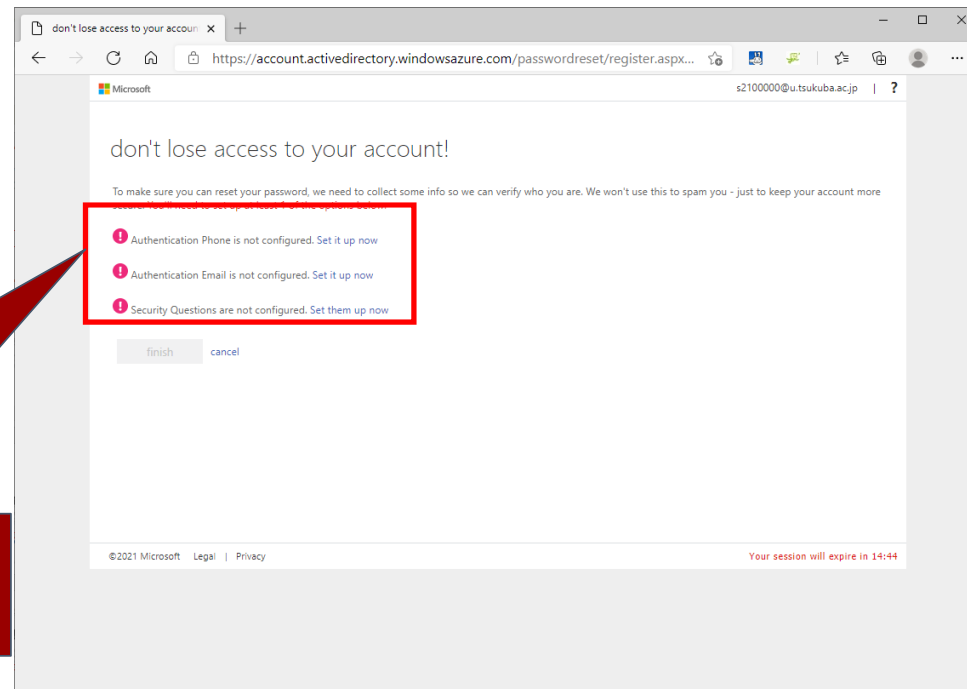 don't lose access to your accoun
https://account.activedirectory.windowsazure.com/passwordreset/register.aspx...
Microsoft
s2100000@u.tsukuba.ac.jp | ?
don't lose access to your account!
To make sure you can reset your password, we need to collect some info so we can verify who you are. We won't use this to spam you - just to keep your account more
Authentication Phone is not configured. Set it up now
Authentication Email is not configured. Set it up now
Security Questions are not configured. Set them up now
finish cancel
©2021 Microsoft Legal | Privacy
Your session will expire in 14:44